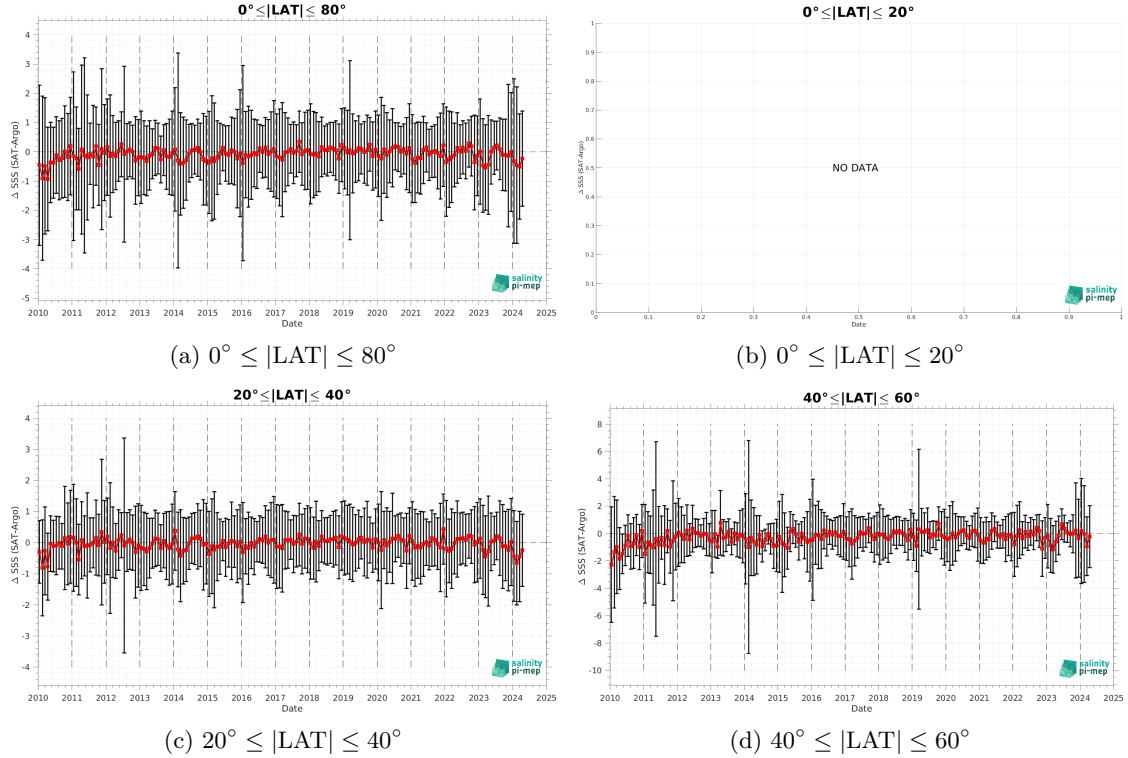 0°≤|LAT|≤ 80°
Δ SSS (SAT-Argo)
4
3
2
1
0
-1
-2
-3
-4
-5
2010 2011 2012 2013 2014 2015 2016 2017 2018 2019 2020 2021 2022 2023 2024 2025
Date
salinity
pi-mep
(a) 0° ≤ |LAT| ≤ 80°
0°≤|LAT|≤ 20°
Δ SSS (SAT-Argo)
1
0.9
0.8
0.7
0.6
0.5
0.4
0.3
0.2
0.1
0
NO DATA
0 0.1 0.2 0.3 0.4 0.5 0.6 0.7 0.8 0.9 1
Date
salinity
pi-mep
(b) 0° ≤ |LAT| ≤ 20°
20°≤|LAT|≤ 40°
Δ SSS (SAT-Argo)
4
3
2
1
0
-1
-2
-3
-4
2010 2011 2012 2013 2014 2015 2016 2017 2018 2019 2020 2021 2022 2023 2024 2025
Date
salinity
pi-mep
(c) 20° ≤ |LAT| ≤ 40°
40°≤|LAT|≤ 60°
Δ SSS (SAT-Argo)
8
6
4
2
0
-2
-4
-6
-8
-10
2010 2011 2012 2013 2014 2015 2016 2017 2018 2019 2020 2021 2022 2023 2024 2025
Date
salinity
pi-mep
(d) 40° ≤ |LAT| ≤ 60°